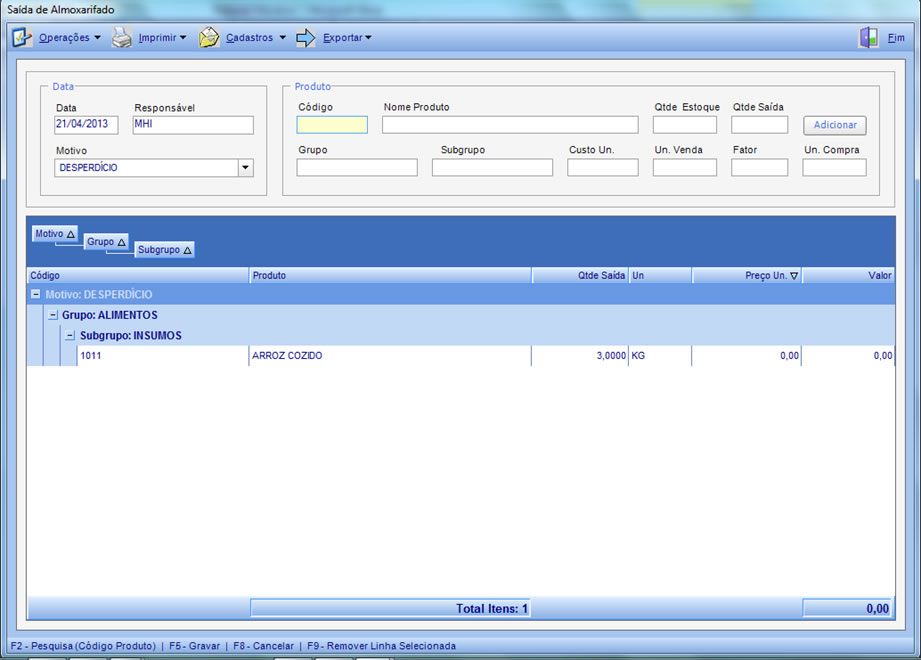 Saída de Almoxarifado
Operações Imprimir Cadastros Exportar Fim
Data Produto
Data Responsável Código Nome Produto Qtde Estoque Qtde Saída
21/04/2013 MHI Adicionar
Motivo Grupo Subgrupo Custo Un. Un. Venda Fator Un. Compra
DESPERDÍCIO
Motivo
Grupo
Subgrupo
Código Produto Qtde Saída Un Preço Un. Valor
Motivo: DESPERDÍCIO
Grupo: ALIMENTOS
Subgrupo: INSUMOS
1011 ARROZ COZIDO 3,0000 KG 0,00 0,00
Total Itens: 1 0,00
F2 - Pesquisa (Código Produto) | F5 - Gravar | F8 - Cancelar | F9 - Remover Linha Selecionada